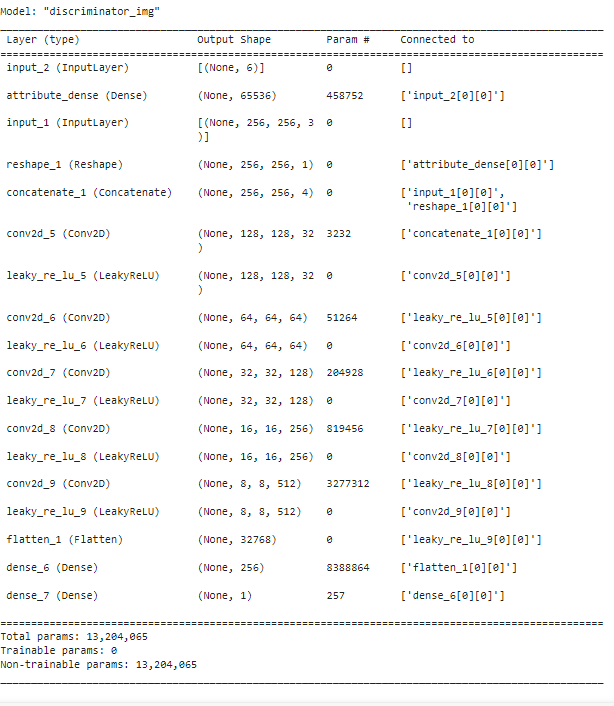 Model: "discriminator_img"
__________________________________________________________________________________________________
Layer (type) Output Shape Param # Connected to
==================================================================================================
input_2 (InputLayer) [(None, 6)] 0 []
attribute_dense (Dense) (None, 65536) 458752 ['input_2[0][0]']
input_1 (InputLayer) [(None, 256, 256, 3 0 []
)]
reshape_1 (Reshape) (None, 256, 256, 1) 0 ['attribute_dense[0][0]']
concatenate_1 (Concatenate) (None, 256, 256, 4) 0 ['input_1[0][0]',
'reshape_1[0][0]']
conv2d_5 (Conv2D) (None, 128, 128, 32 3232 ['concatenate_1[0][0]']
)
leaky_re_lu_5 (LeakyReLU) (None, 128, 128, 32 0 ['conv2d_5[0][0]']
)
conv2d_6 (Conv2D) (None, 64, 64, 64) 51264 ['leaky_re_lu_5[0][0]']
leaky_re_lu_6 (LeakyReLU) (None, 64, 64, 64) 0 ['conv2d_6[0][0]']
conv2d_7 (Conv2D) (None, 32, 32, 128) 204928 ['leaky_re_lu_6[0][0]']
leaky_re_lu_7 (LeakyReLU) (None, 32, 32, 128) 0 ['conv2d_7[0][0]']
conv2d_8 (Conv2D) (None, 16, 16, 256) 819456 ['leaky_re_lu_7[0][0]']
leaky_re_lu_8 (LeakyReLU) (None, 16, 16, 256) 0 ['conv2d_8[0][0]']
conv2d_9 (Conv2D) (None, 8, 8, 512) 3277312 ['leaky_re_lu_8[0][0]']
leaky_re_lu_9 (LeakyReLU) (None, 8, 8, 512) 0 ['conv2d_9[0][0]']
flatten_1 (Flatten) (None, 32768) 0 ['leaky_re_lu_9[0][0]']
dense_6 (Dense) (None, 256) 8388864 ['flatten_1[0][0]']
dense_7 (Dense) (None, 1) 257 ['dense_6[0][0]']
==================================================================================================
Total params: 13,204,065
Trainable params: 0
Non-trainable params: 13,204,065
__________________________________________________________________________________________________